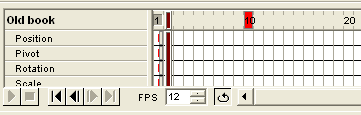 Old book 1 10 20
Position
Pivot
Rotation
Scale
FPS 12